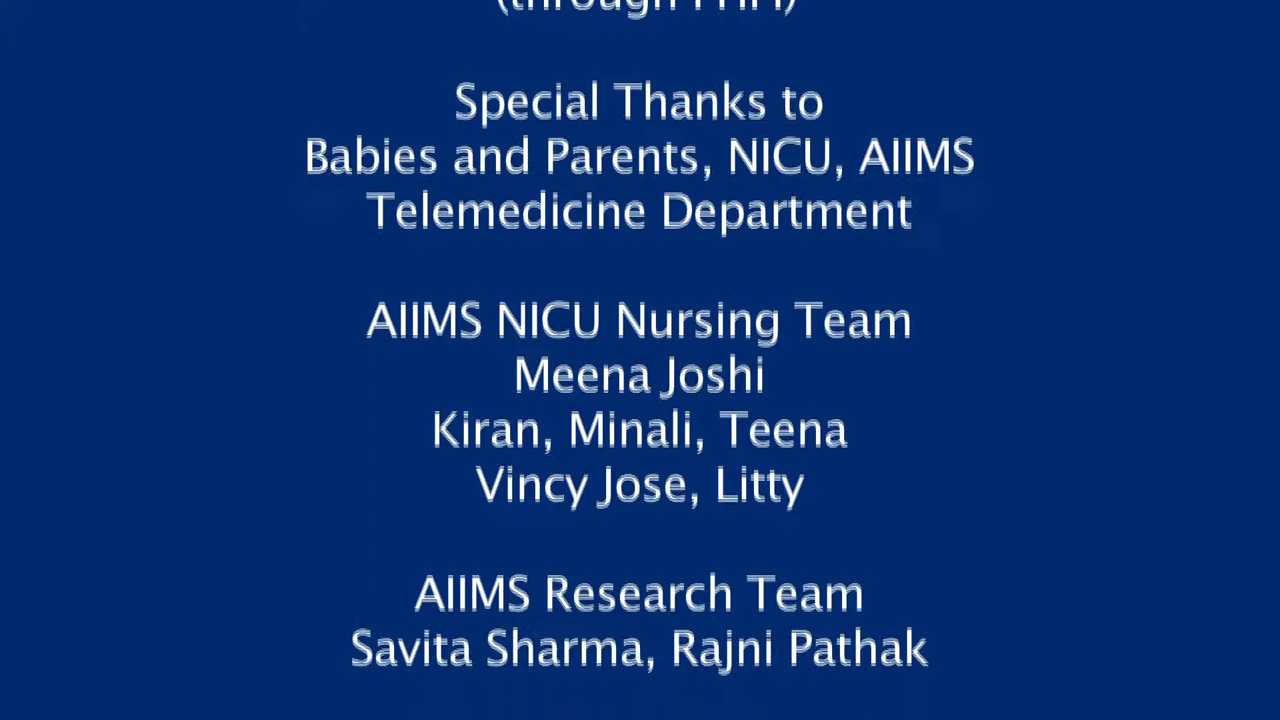 (through
Special Thanks to
Babies and Parents, NICU, AIIMS
Telemedicine Department
AIIMS NICU Nursing Team
Meena Joshi
Kiran, Minali, Teena
Vincy Jose, Litty
AIIMS Research Team
Savita Sharma, Rajni Pathak